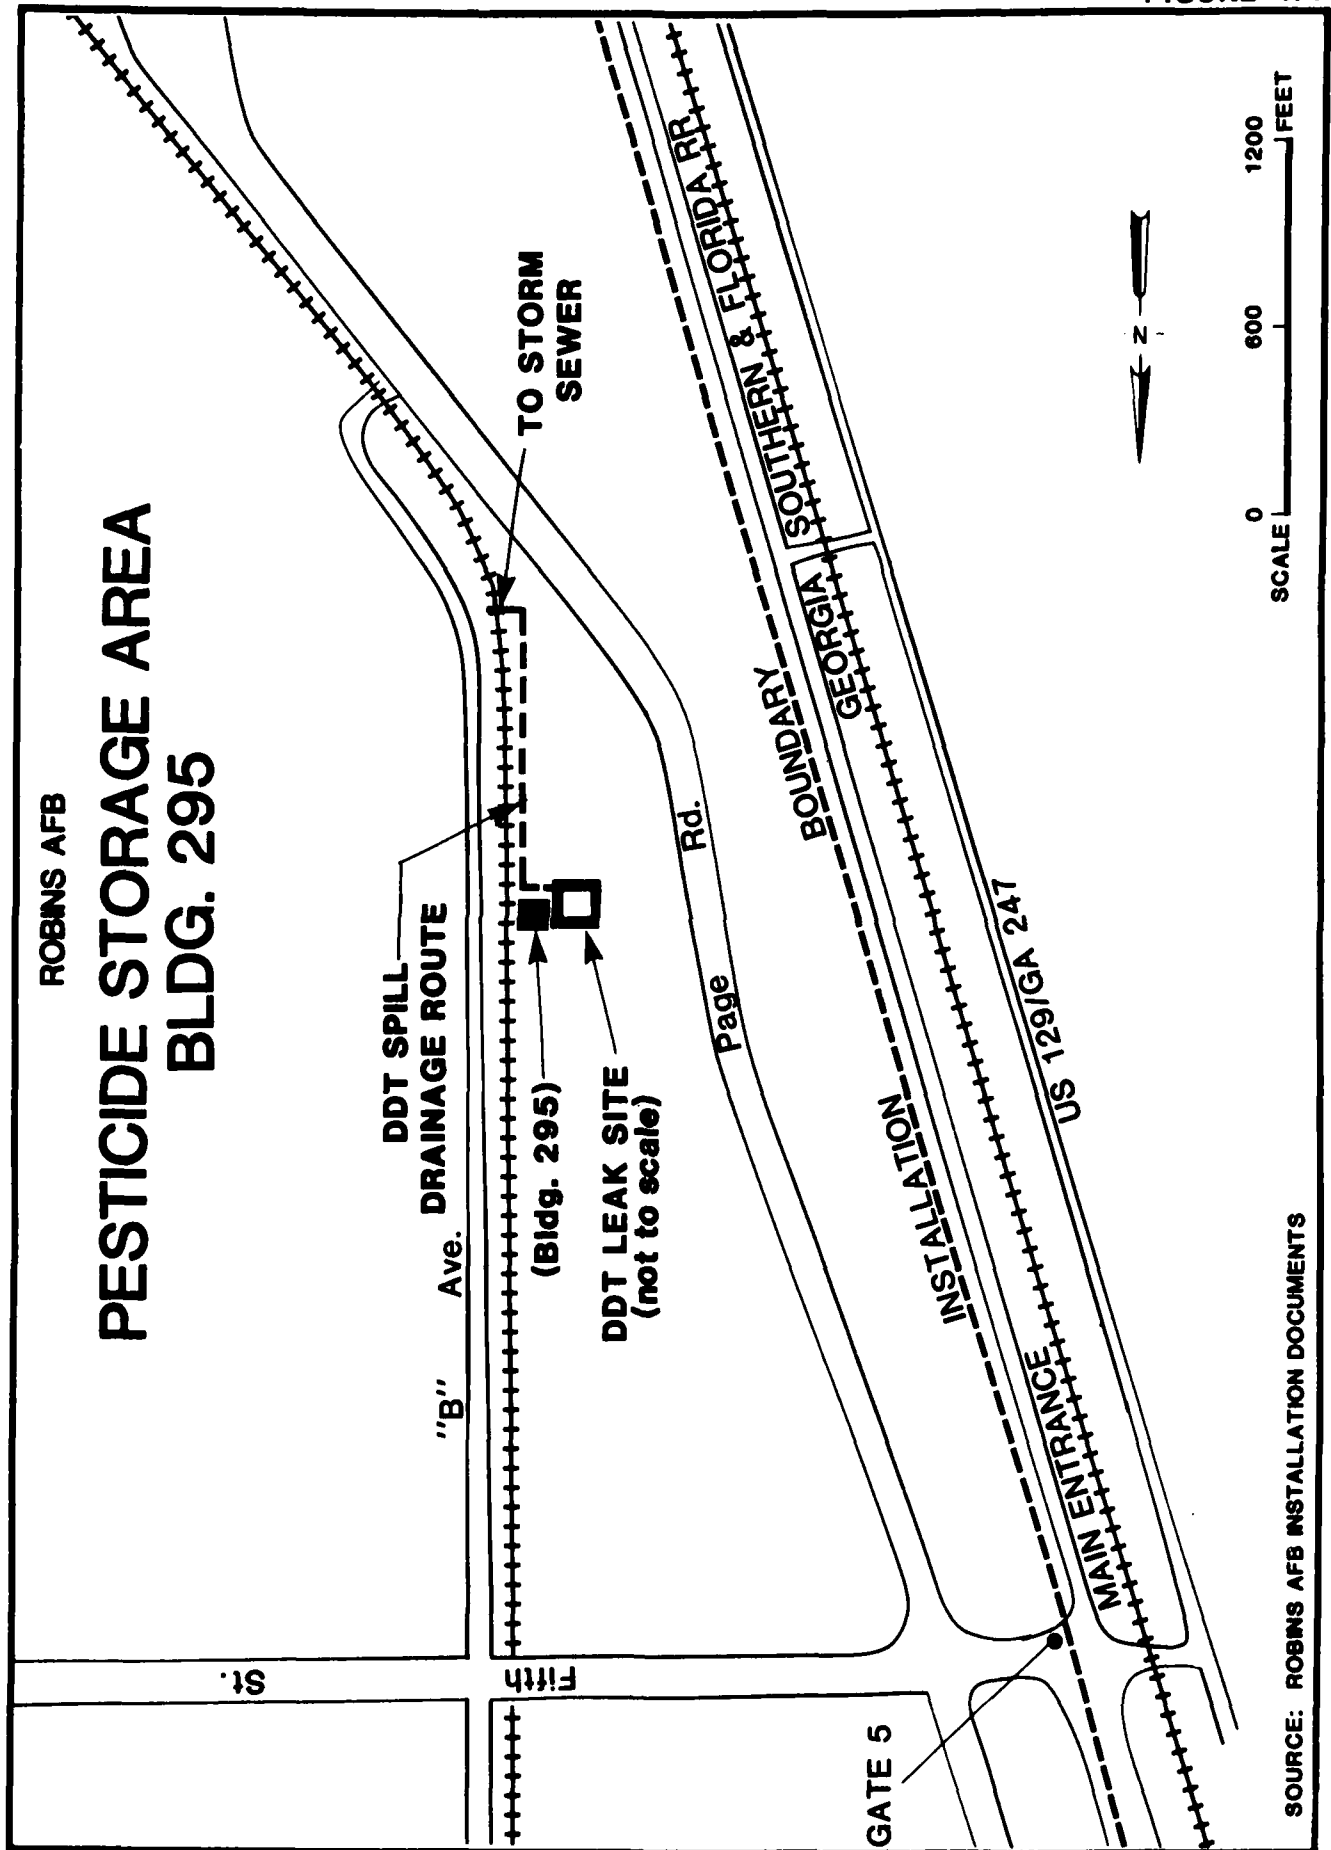 ROBINS AFB
PESTICIDE STORAGE AREA
BLDG. 295
DDT SPILL
DRAINAGE ROUTE
TO STORM
SEWER
"B" Ave.
(Bldg. 295)
DDT LEAK SITE
(not to scale)
Page Rd.
Fifth St.
GATE 5
INSTALLATION BOUNDARY
MAIN ENTRANCE
GEORGIA SOUTHERN & FLORIDA RR
US 129/GA 247
N
0 600 1200
SCALE FEET
SOURCE: ROBINS AFB INSTALLATION DOCUMENTS